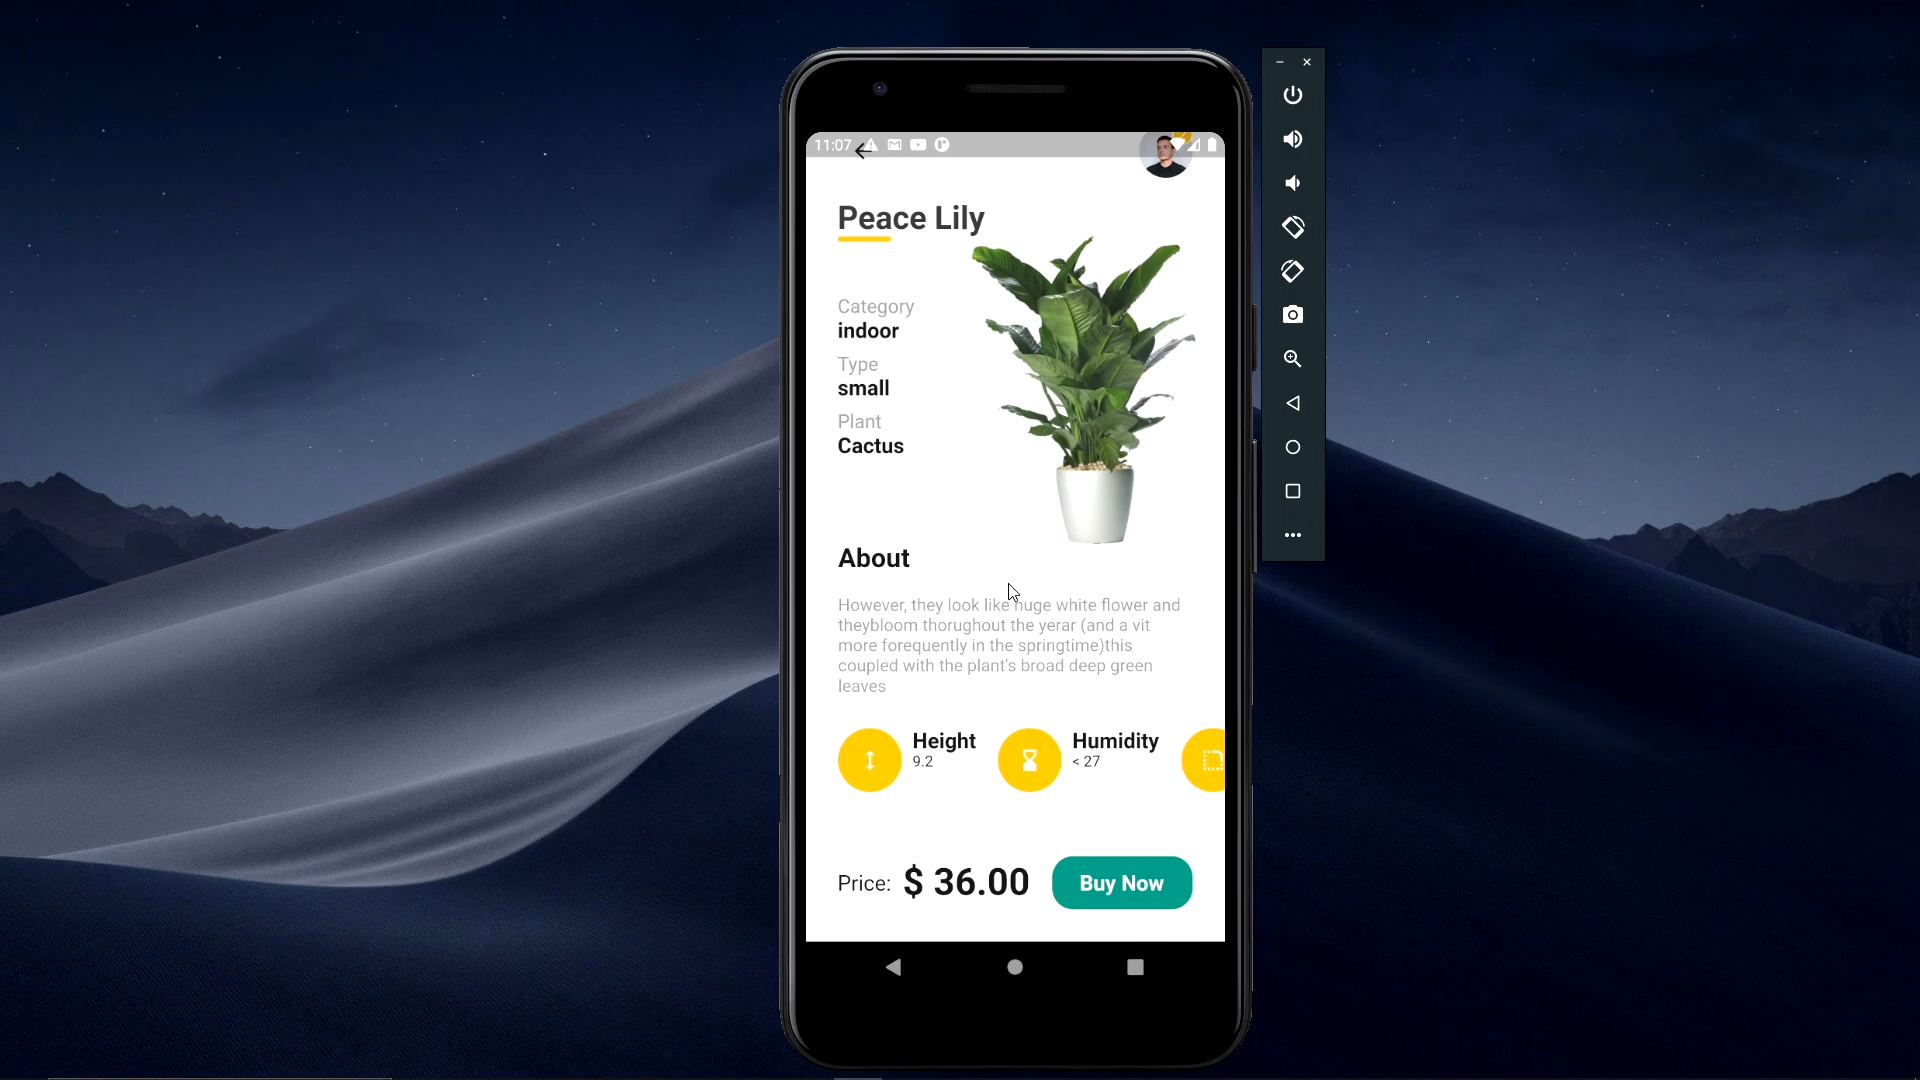 11:07
Peace Lily
Category
indoor
Type
small
Plant
Cactus
About
However, they look like huge white flower and
theybloom thorughout the yerar (and a vit
more forequently in the springtime)this
coupled with the plant's broad deep green
leaves
Height
9.2
Humidity
< 27
Price: $ 36.00
Buy Now